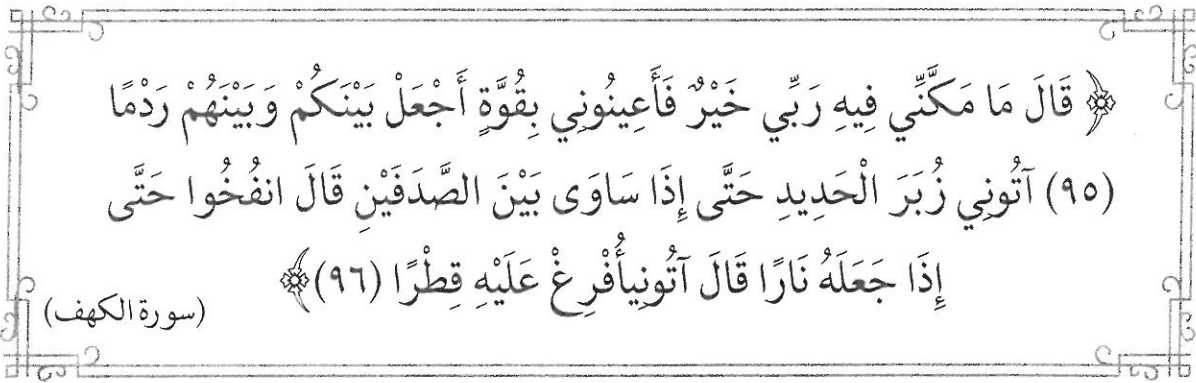 ﴿ قَالَ مَا مَكَّنِّي فِيهِ رَبِّي خَيْرٌ فَأَعِينُونِي بِقُوَّةٍ أَجْعَلْ بَيْنَكُمْ وَبَيْنَهُمْ رَدْمًا
(٩٥) آتُونِي زُبَرَ الْحَدِيدِ حَتَّى إِذَا سَاوَى بَيْنَ الصَّدَفَيْنِ قَالَ انفُخُوا حَتَّى
إِذَا جَعَلَهُ نَارًا قَالَ آتُونِيأُفْرِغْ عَلَيْهِ قِطْرًا (٩٦)﴾
(سورة الكهف)